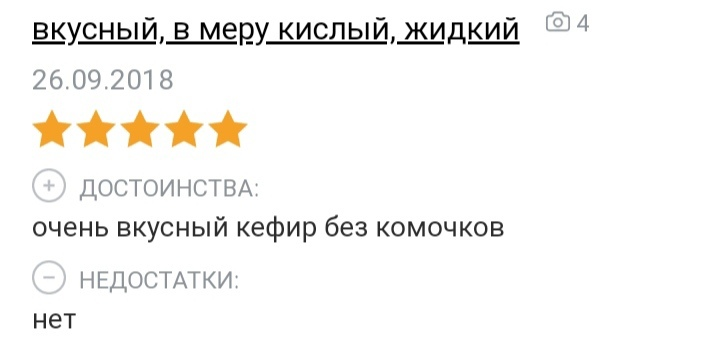 вкусный, в меру кислый, жидкий 4
26.09.2018
ДОСТОИНСТВА:
очень вкусный кефир без комочков
НЕДОСТАТКИ:
нет